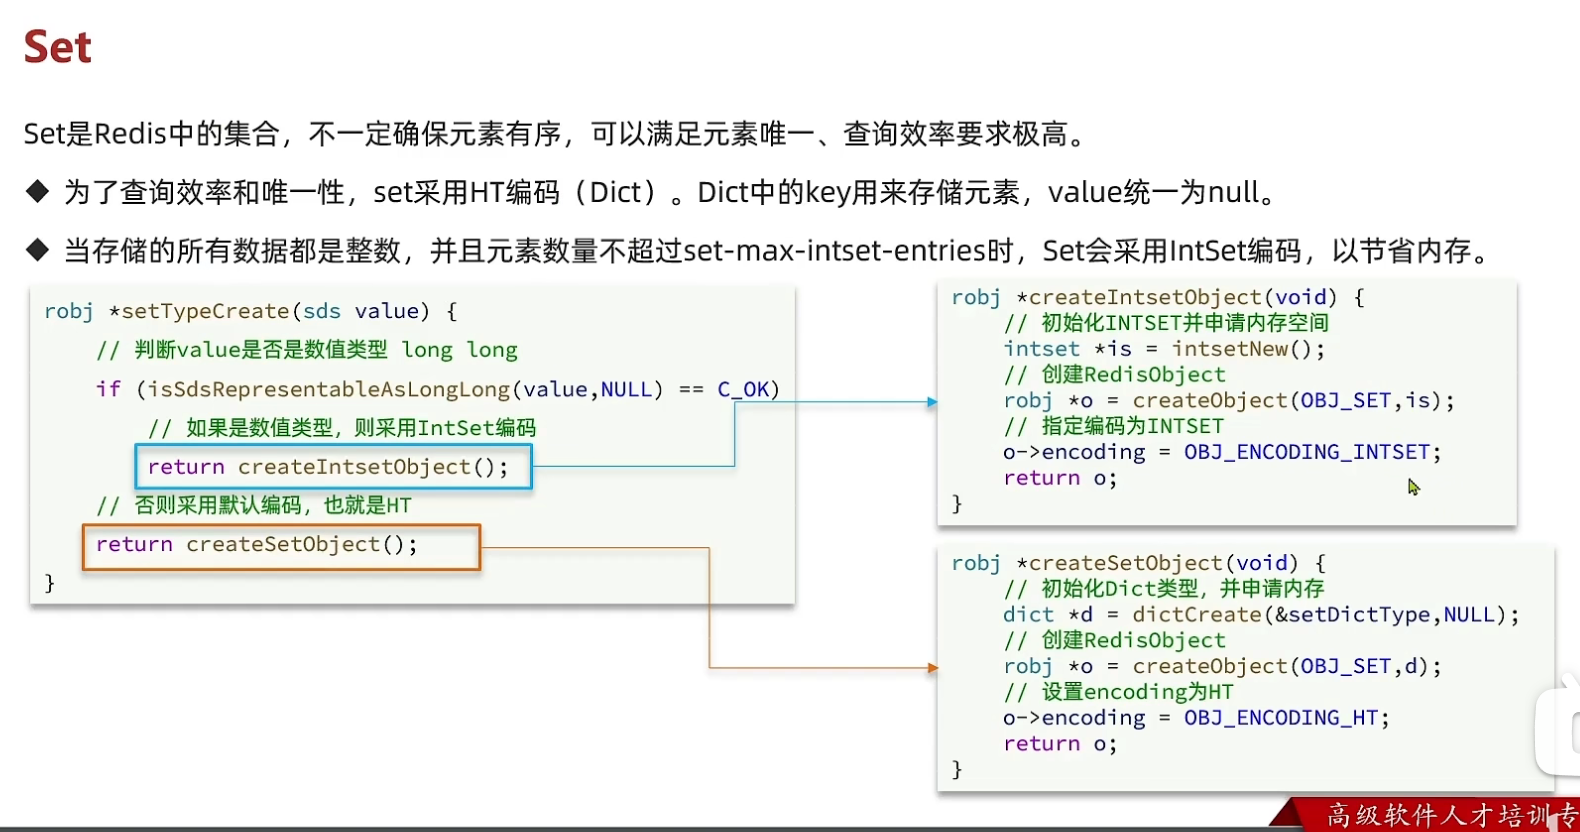 Set
Set是Redis中的集合，不一定确保元素有序，可以满足元素唯一、查询效率要求极高。
◆ 为了查询效率和唯一性，set采用HT编码（Dict）。Dict中的key用来存储元素，value统一为null。
◆ 当存储的所有数据都是整数，并且元素数量不超过set-max-intset-entries时，Set会采用IntSet编码，以节省内存。
robj *setTypeCreate(sds value) {
// 判断value是否是数值类型 long long
if (isSdsRepresentableAsLongLong(value,NULL) == C_OK)
// 如果是数值类型，则采用IntSet编码
return createIntsetObject();
// 否则采用默认编码，也就是HT
return createSetObject();
}
robj *createIntsetObject(void) {
// 初始化INTSET并申请内存空间
intset *is = intsetNew();
// 创建RedisObject
robj *o = createObject(OBJ_SET,is);
// 指定编码为INTSET
o->encoding = OBJ_ENCODING_INTSET;
return o;
}
robj *createSetObject(void) {
// 初始化Dict类型，并申请内存
dict *d = dictCreate(&setDictType,NULL);
// 创建RedisObject
robj *o = createObject(OBJ_SET,d);
// 设置encoding为HT
o->encoding = OBJ_ENCODING_HT;
return o;
}
高级软件人才培训专